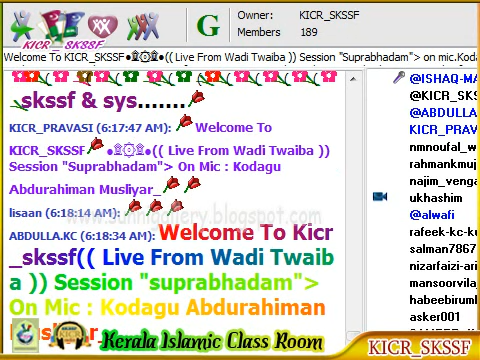 KICR_SKSSF
G
Owner: KICR_SKSSF
Members 189
Welcome To KICR_SKSSF●۩۞۩●(( Live From Wadi Twaiba )) Session "Suprabhadam"> on mic.Koda
skssf & sys.......
KICR_PRAVASI (6:17:47 AM): Welcome To
KICR_SKSSF ●۩۞۩●(( Live From Wadi Twaiba ))
Session "Suprabhadam"> On Mic : Kodagu
Abdurahiman Musliyar_
lisaan (6:18:14 AM):
ABDULLA.KC (6:18:34 AM): Welcome To Kicr
_skssf(( Live From Wadi Twaib
a )) Session "suprabhadam">
On Mic : Kodagu Abdurahiman
@ISHAQ-MA
@KICR_SKS
@ABDULLA.
KICR_PRAV
nmnoufal_w
rahmankmuj
najim_venga
ukhashim
@alwafi
rafeek-kc-ku
salman7867
nizarfaizi-ari
mansoorvila
habeebirumb
asker001
Kerala Islamic Class Room
KICR_SKSSF